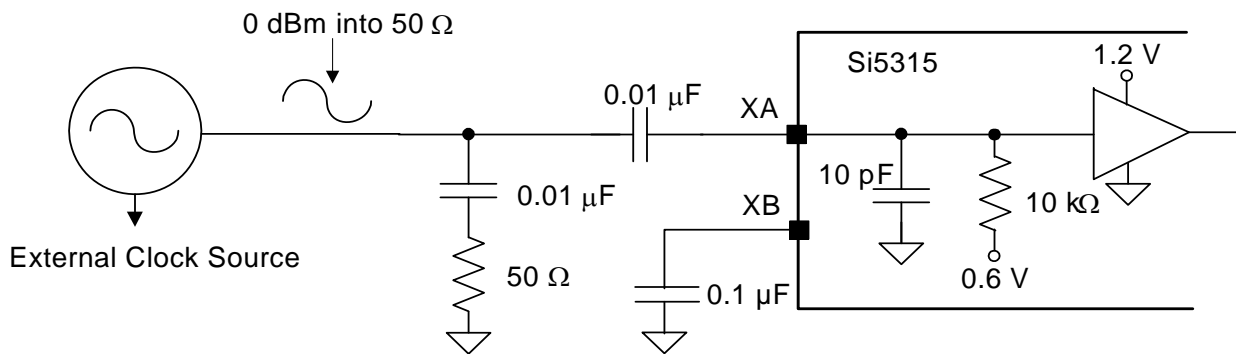 0 dBm into 50 Ω
Si5315
1.2 V
0.01 μF
XA
0.01 μF
10 pF
10 kΩ
XB
External Clock Source
50 Ω
0.1 μF
0.6 V